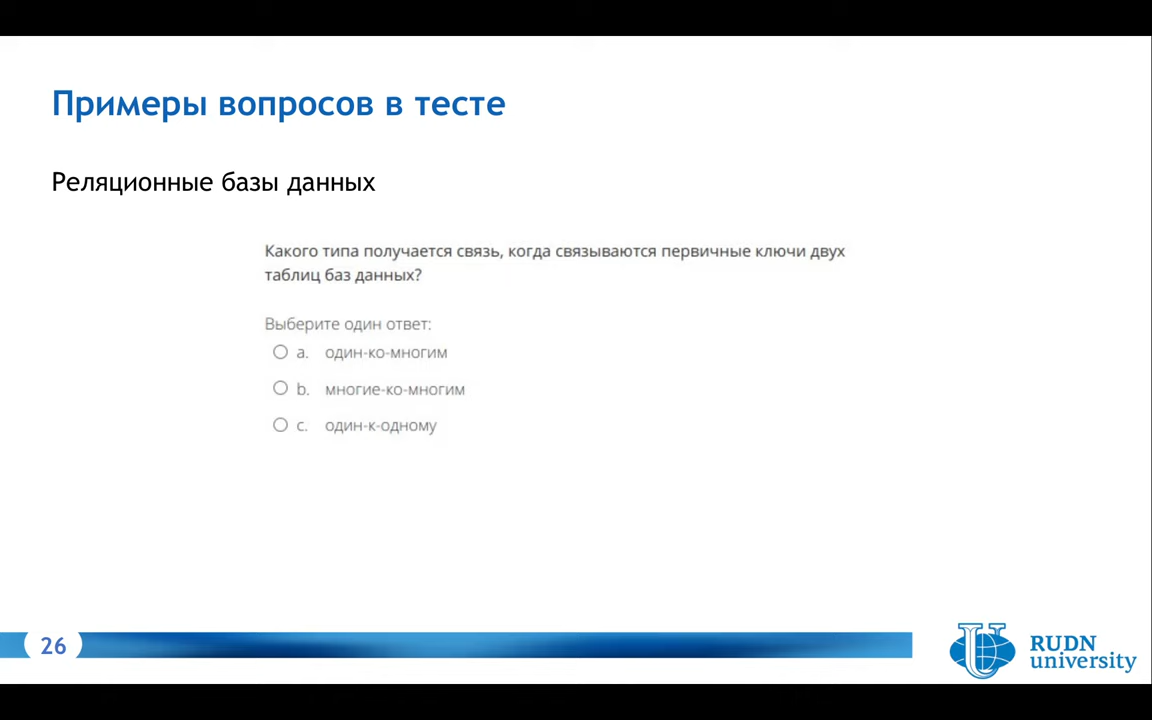 Примеры вопросов в тесте
Реляционные базы данных
Какого типа получается связь, когда связываются первичные ключи двух
таблиц баз данных?
Выберите один ответ:
a. один-ко-многим
b. многие-ко-многим
c. один-к-одному
26
RUDN
university